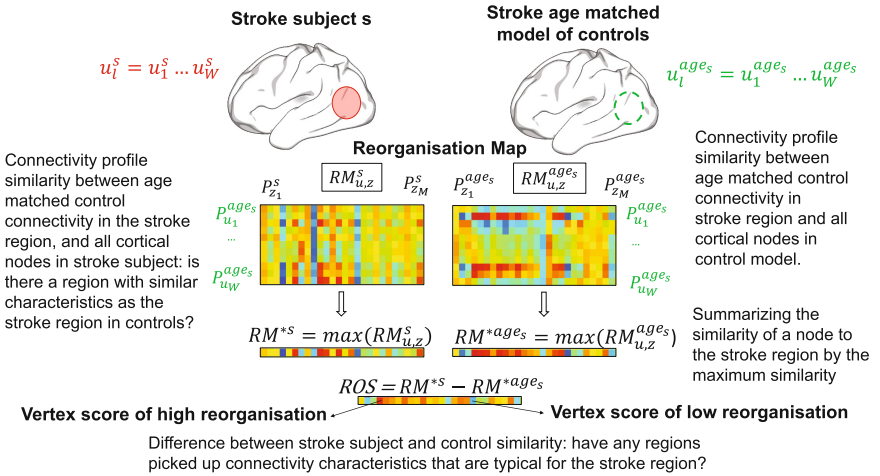 Stroke subject s
Stroke age matched
model of controls
u_l^s = u_1^s … u_W^s
u_l^{age_s} = u_1^{age_s} … u_W^{age_s}
Reorganisation Map
Connectivity profile
similarity between age
matched control
connectivity in the stroke
region, and all cortical
nodes in stroke subject: is
there a region with similar
characteristics as the
stroke region in controls?
P_{z_1}^s
RM_{u,z}^s
P_{z_M}^s
P_{u_1}^{age_s}
...
P_{u_W}^{age_s}
P_{z_1}^{age_s}
RM_{u,z}^{age_s}
P_{z_M}^{age_s}
P_{u_1}^{age_s}
...
P_{u_W}^{age_s}
Connectivity profile
similarity between
age matched control
connectivity in
stroke region and all
cortical nodes in
control model.
RM^{*s} = max(RM_{u,z}^s)
RM^{*age_s} = max(RM_{u,z}^{age_s})
Summarizing the
similarity of a node to
the stroke region by the
maximum similarity
ROS = RM^{*s} − RM^{*age_s}
Vertex score of high reorganisation
Vertex score of low reorganisation
Difference between stroke subject and control similarity: have any regions
picked up connectivity characteristics that are typical for the stroke region?